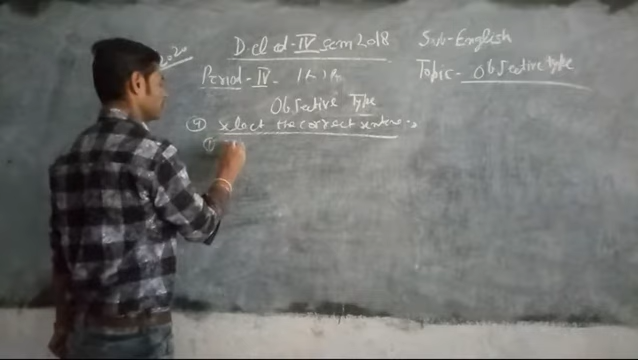 D.el.ed-IV sem 2018
Sub-English
Period-IV
Topic- Objective type
Objective Type
④ select the correct sentence
①